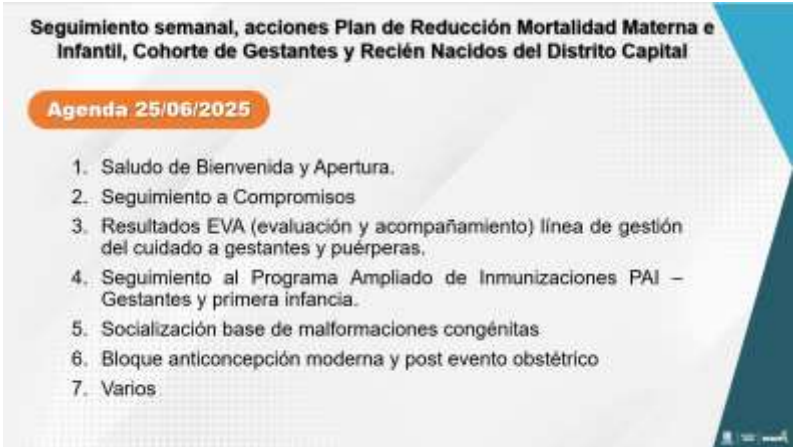 Seguimiento semanal, acciones Plan de Reducción Mortalidad Materna e
Infantil, Cohorte de Gestantes y Recién Nacidos del Distrito Capital
Agenda 25/06/2025
1. Saludo de Bienvenida y Apertura.
2. Seguimiento a Compromisos
3. Resultados EVA (evaluación y acompañamiento) línea de gestión
del cuidado a gestantes y puérperas.
4. Seguimiento al Programa Ampliado de Inmunizaciones PAI –
Gestantes y primera infancia.
5. Socialización base de malformaciones congénitas
6. Bloque anticoncepción moderna y post evento obstétrico
7. Varios